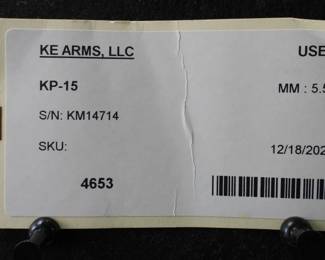 KE ARMS, LLC USE
KP-15 MM : 5.5
S/N: KM14714
SKU: 12/18/202
4653